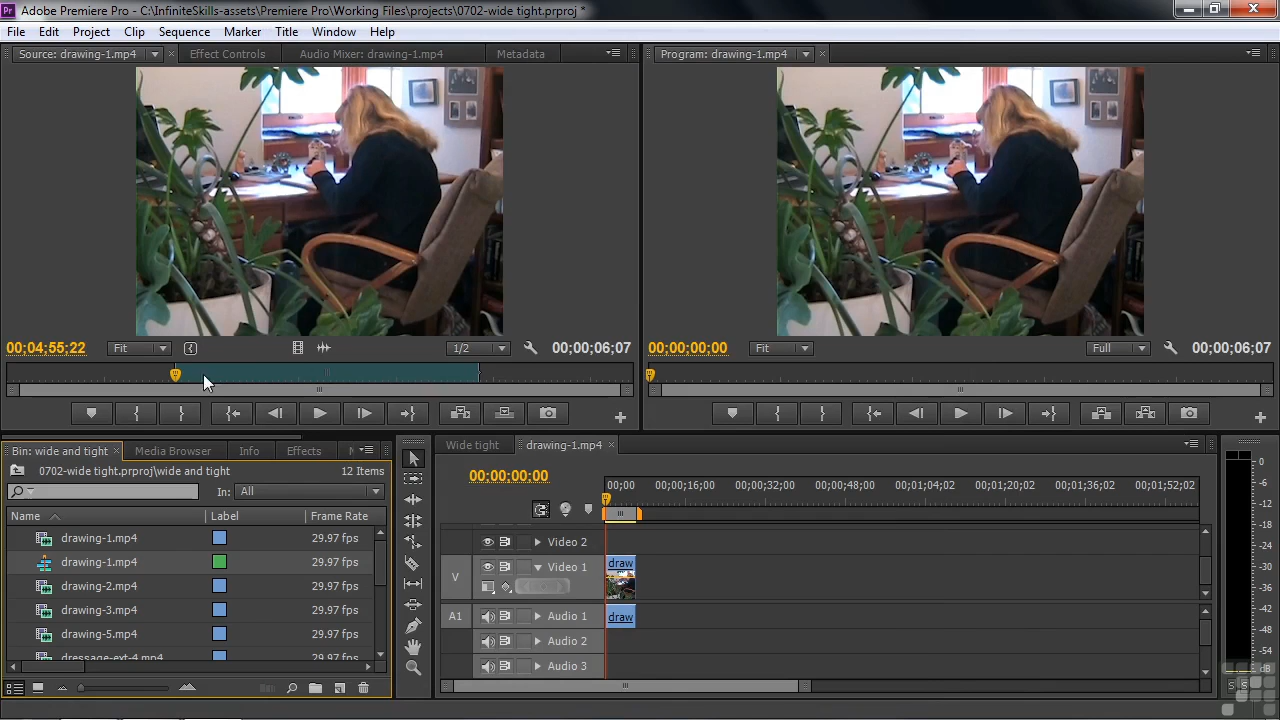 Pr Adobe Premiere Pro - C:\InfiniteSkills-assets\Premiere Pro\Working Files\projects\0702-wide tight.prproj *
File Edit Project Clip Sequence Marker Title Window Help
Source: drawing-1.mp4 Effect Controls Audio Mixer: drawing-1.mp4 Metadata
Program: drawing-1.mp4
00;04;55;22 Fit 1/2 00;00;06;07
00;00;00;00 Fit Full 00;00;06;07
Bin: wide and tight Media Browser Info Effects
0702-wide tight.prproj\wide and tight 12 Items
In: All
Name Label Frame Rate
drawing-1.mp4 29.97 fps
drawing-1.mp4 29.97 fps
drawing-2.mp4 29.97 fps
drawing-3.mp4 29.97 fps
drawing-5.mp4 29.97 fps
dressage-ext-4.mp4
Wide tight drawing-1.mp4
00;00;00;00
00;00 00;00;16;00 00;00;32;00 00;00;48;00 00;01;04;02 00;01;20;02 00;01;36;02 00;01;52;02
Video 2
V Video 1 draw
A1 Audio 1 draw
Audio 2
Audio 3
0
-6
-12
-18
-24
-30
-36
-42
-48
-54
dB
S S